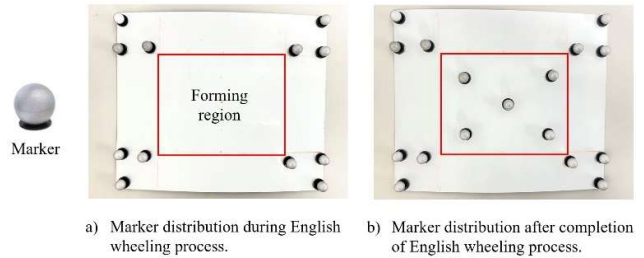 Forming
region
Marker
a) Marker distribution during English
wheeling process.
b) Marker distribution after completion
of English wheeling process.